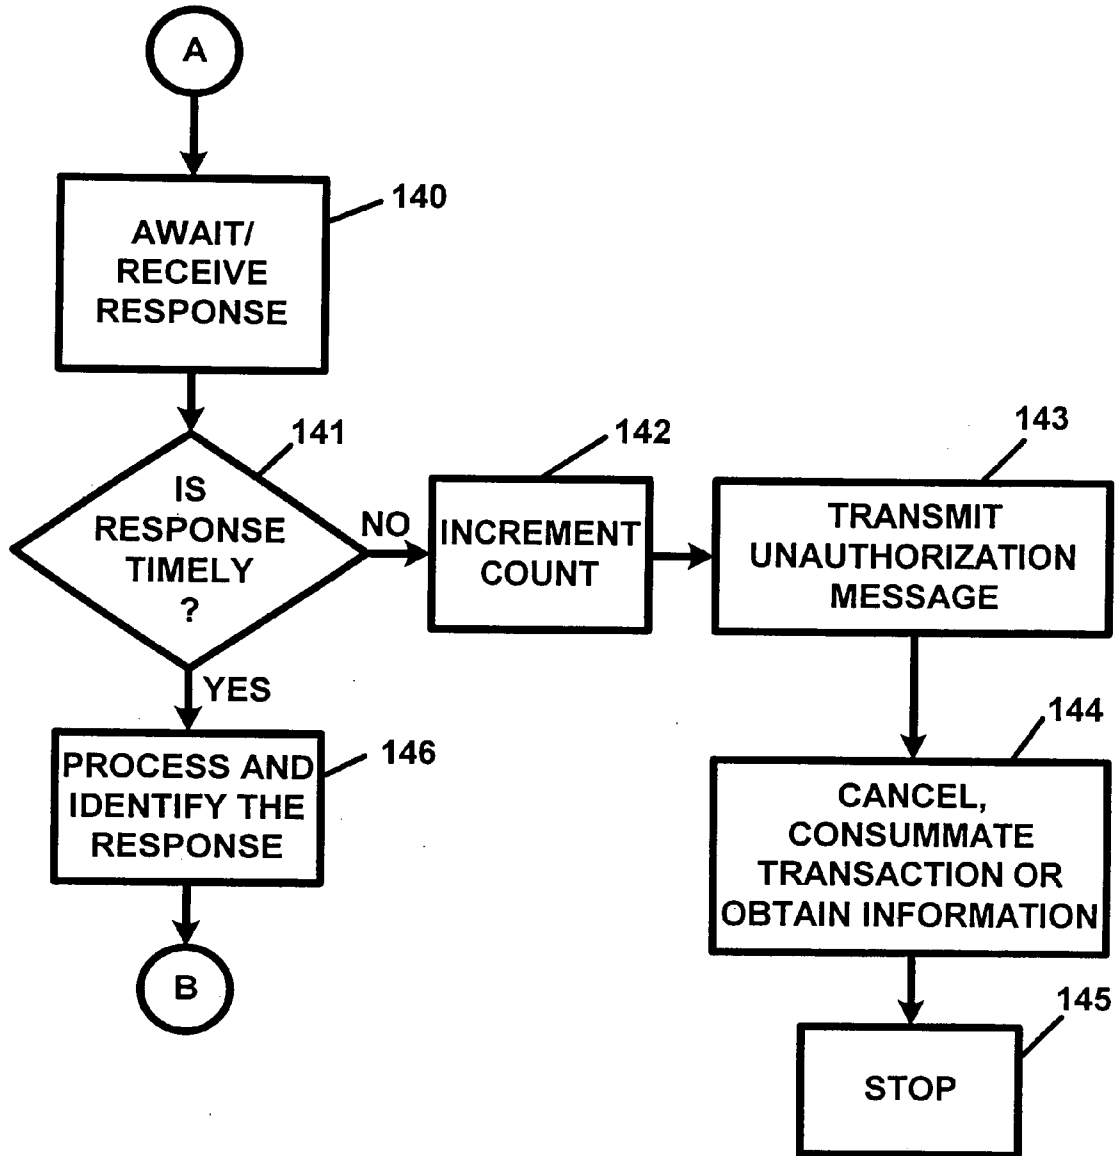 A
140
AWAIT/
RECEIVE
RESPONSE
141
IS
RESPONSE
TIMELY
?
NO
142
INCREMENT
COUNT
143
TRANSMIT
UNAUTHORIZATION
MESSAGE
YES
146
PROCESS AND
IDENTIFY THE
RESPONSE
B
144
CANCEL,
CONSUMMATE
TRANSACTION OR
OBTAIN INFORMATION
145
STOP